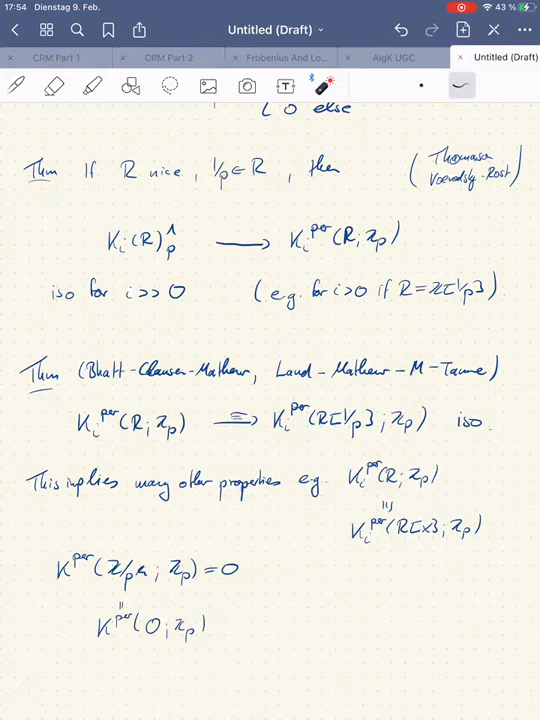 17:54 Dienstag 9. Feb. 43 %
Untitled (Draft)
CRM Part 1
CRM Part 2
Frobenius And Lo...
AlgK UGC
Untitled (Draft)
{ 0 else
Thm If R nice, 1/p ∈ R, then (Thomason
Voevodsky-Rost)
K_i(R)^∧_p ⟶ K_i^per(R; Z_p)
iso for i >> 0 (e.g. for i>0 if R = Z[1/p]).
Thm (Bhatt-Clausen-Mathew, Land-Mathew-M-Tamme)
K_i^per(R; Z_p) ≅⟶ K_i^per(R[1/p]; Z_p) iso.
This implies many other properties e.g. K_i^per(R; Z_p)
=
K_i^per(R[x]; Z_p)
K^per(Z/p^n; Z_p) = 0
=
K^per(0; Z_p)